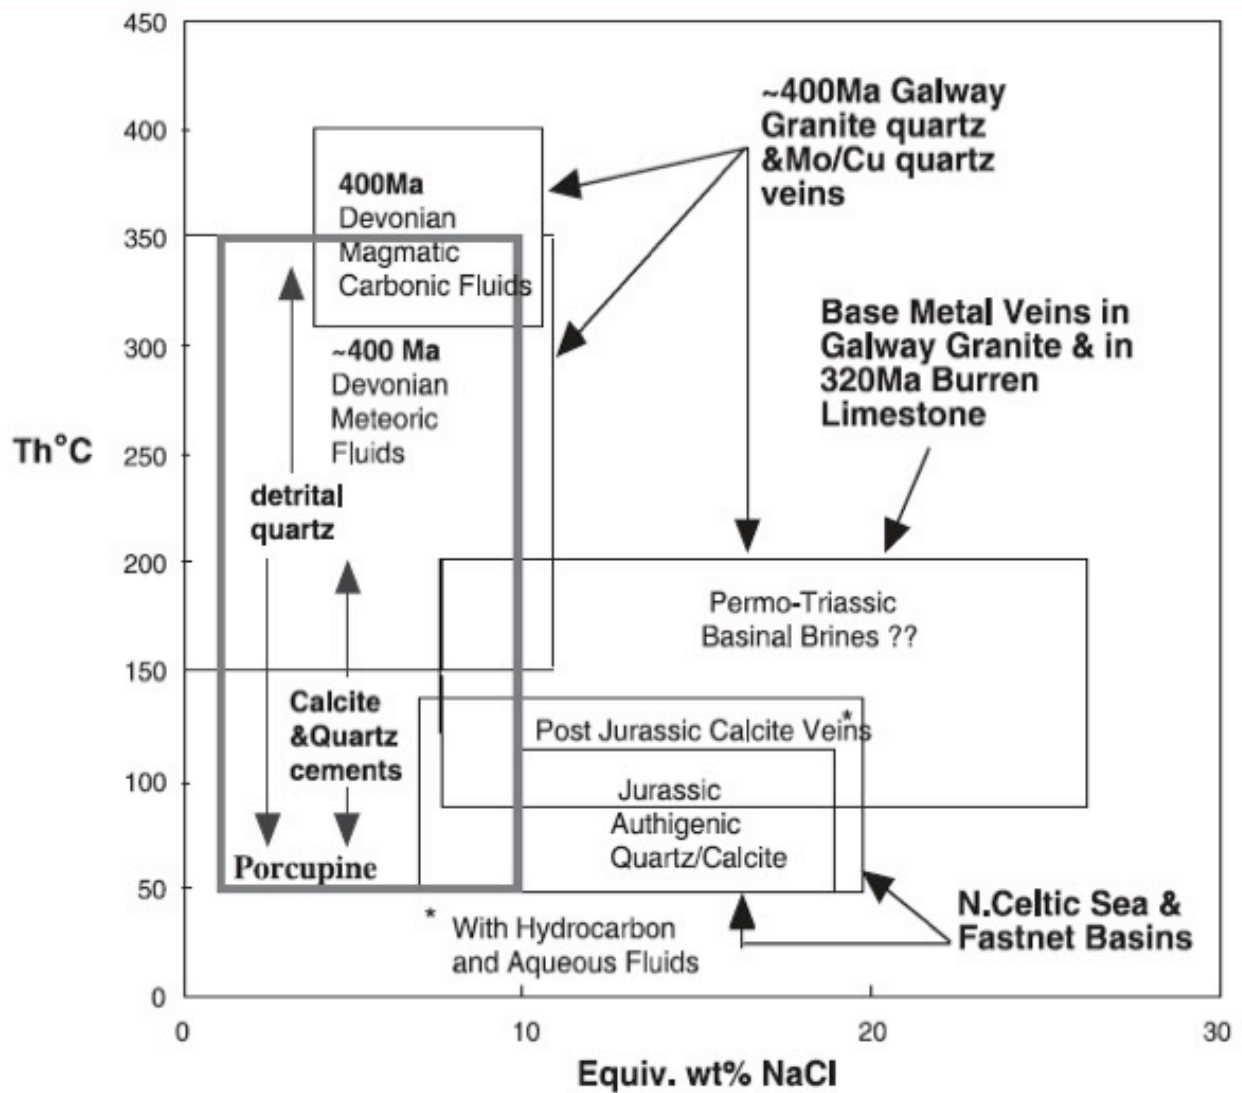 450
400
350
300
250
200
150
100
50
0
Th°C
0
10
20
30
Equiv. wt% NaCl
400Ma
Devonian
Magmatic
Carbonic Fluids
~400 Ma
Devonian
Meteoric
Fluids
detrital
quartz
Calcite
&Quartz
cements
Porcupine
~400Ma Galway
Granite quartz
&Mo/Cu quartz
veins
Base Metal Veins in
Galway Granite & in
320Ma Burren
Limestone
Permo-Triassic
Basinal Brines ??
Post Jurassic Calcite Veins*
Jurassic
Authigenic
Quartz/Calcite
* With Hydrocarbon
and Aqueous Fluids
N.Celtic Sea &
Fastnet Basins